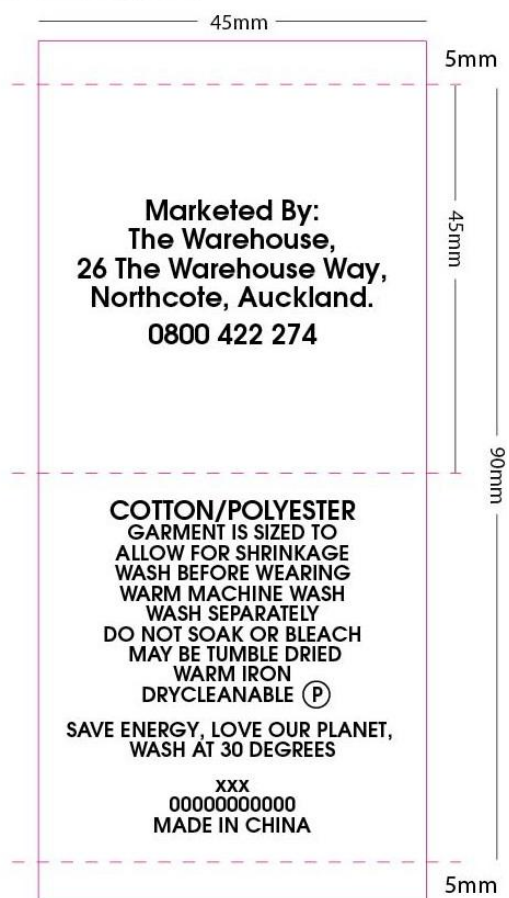 45mm
5mm
45mm
90mm
Marketed By:
The Warehouse,
26 The Warehouse Way,
Northcote, Auckland.
0800 422 274
COTTON/POLYESTER
GARMENT IS SIZED TO
ALLOW FOR SHRINKAGE
WASH BEFORE WEARING
WARM MACHINE WASH
WASH SEPARATELY
DO NOT SOAK OR BLEACH
MAY BE TUMBLE DRIED
WARM IRON
DRYCLEANABLE Ⓟ
SAVE ENERGY, LOVE OUR PLANET,
WASH AT 30 DEGREES
XXX
00000000000
MADE IN CHINA
5mm